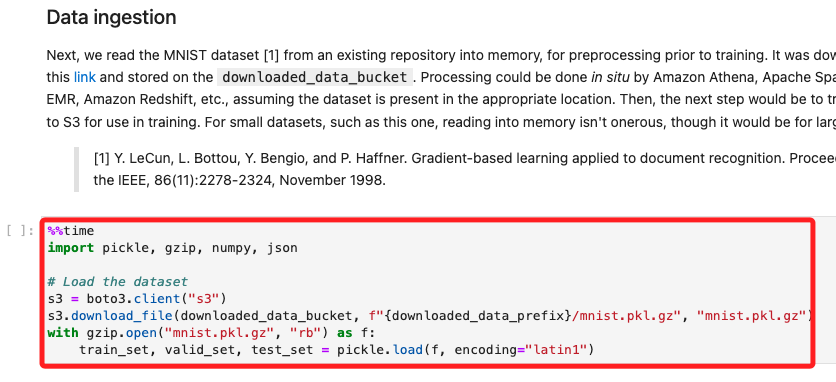 Data ingestion
Next, we read the MNIST dataset [1] from an existing repository into memory, for preprocessing prior to training. It was
this link and stored on the downloaded_data_bucket. Processing could be done in situ by Amazon Athena, Apache
EMR, Amazon Redshift, etc., assuming the dataset is present in the appropriate location. Then, the next step would be to
to S3 for use in training. For small datasets, such as this one, reading into memory isn't onerous, though it would be for
[1] Y. LeCun, L. Bottou, Y. Bengio, and P. Haffner. Gradient-based learning applied to document recognition.
the IEEE, 86(11):2278-2324, November 1998.
[ ]: %%time
import pickle, gzip, numpy, json
# Load the dataset
s3 = boto3.client("s3")
s3.download_file(downloaded_data_bucket, f"{downloaded_data_prefix}/mnist.pkl.gz", "mnist.pkl.gz")
with gzip.open("mnist.pkl.gz", "rb") as f:
    train_set, valid_set, test_set = pickle.load(f, encoding="latin1")